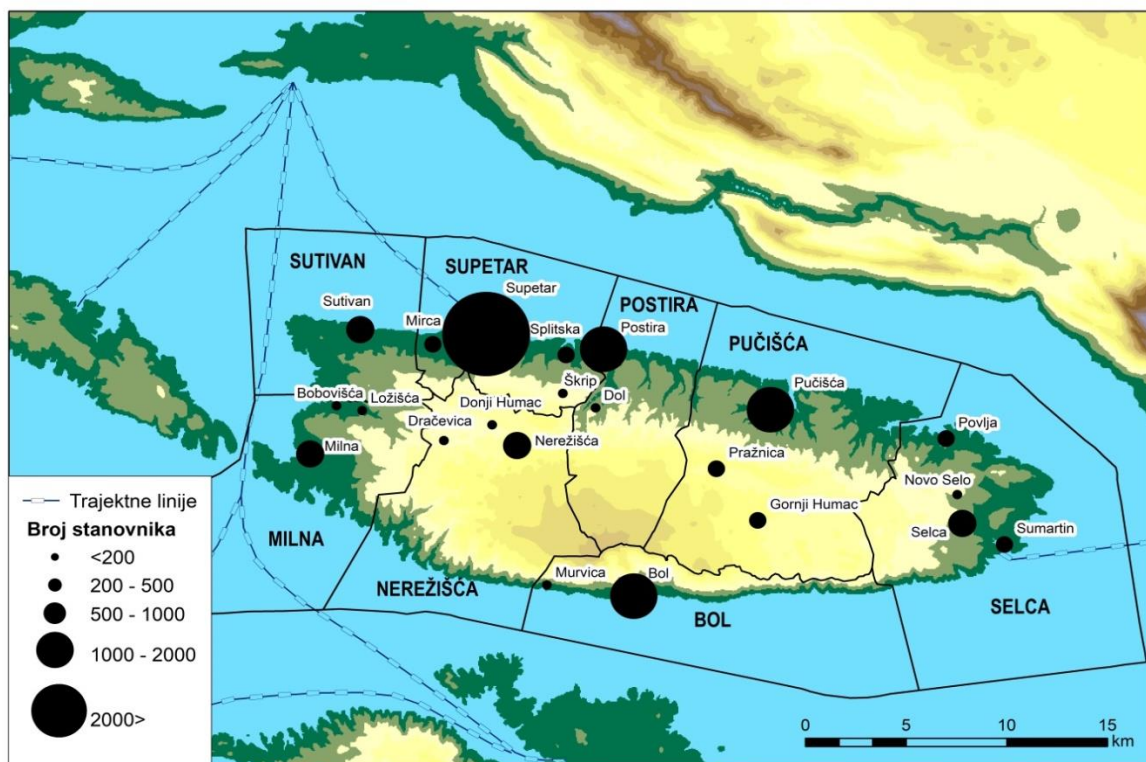 SUTIVAN
SUPETAR
Supetar
Sutivan
Mirca
Splitska
POSTIRA
Postira
PUČIŠĆA
Pučišća
Škrip
Dol
Bobovišća
Ložišća
Donji Humac
Dračevica
Nerežišća
Milna
Povlja
Pražnica
Novo Selo
Gornji Humac
Selca
Sumartin
MILNA
NEREŽIŠĆA
Murvica
Bol
BOL
SELCA
Trajektne linije
Broj stanovnika
<200
200 - 500
500 - 1000
1000 - 2000
2000>
0 5 10 15
km